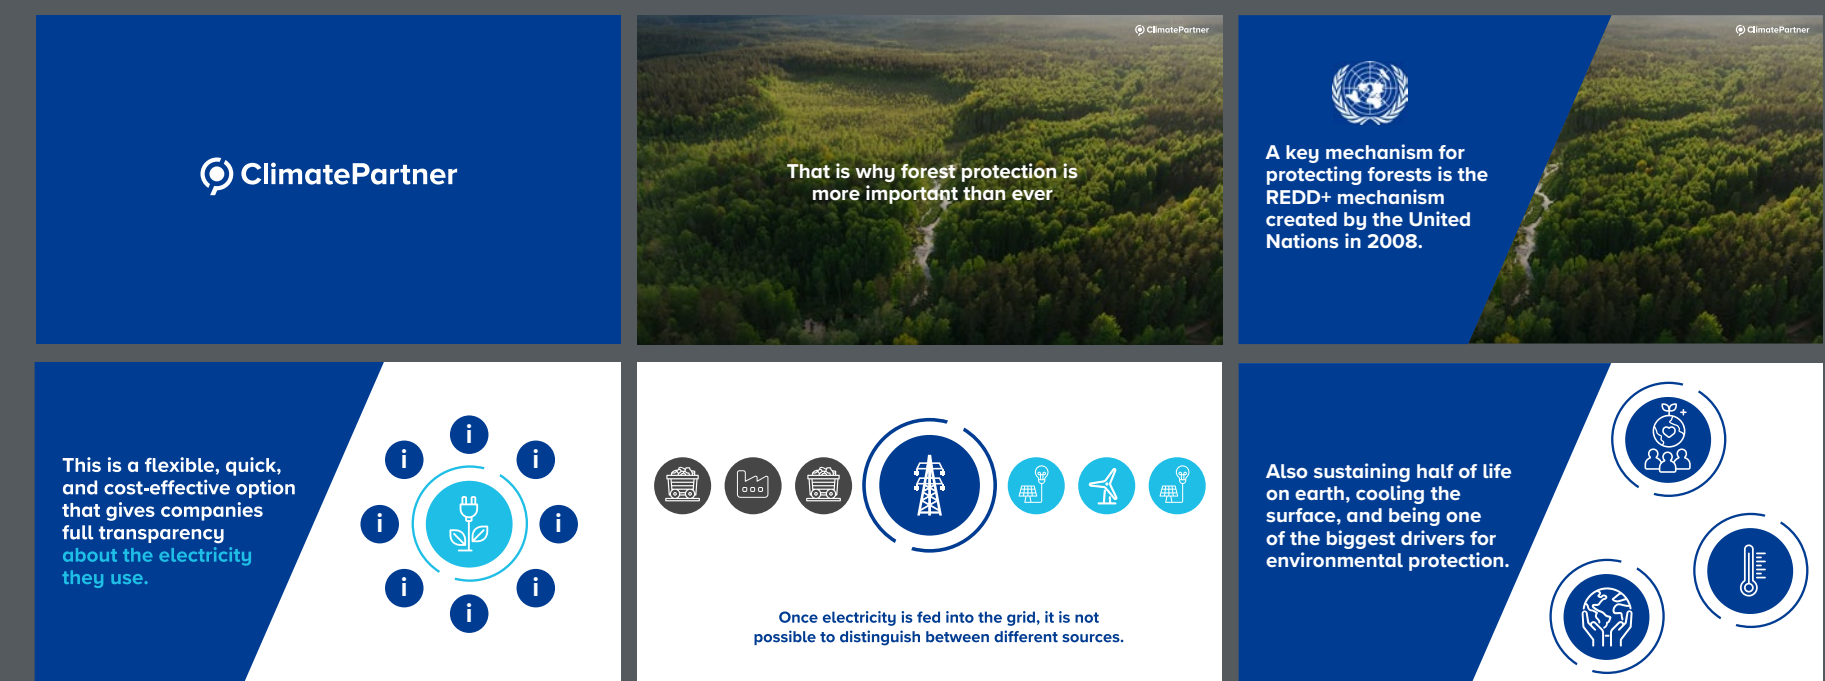 ClimatePartner
ClimatePartner
That is why forest protection is
more important than ever
ClimatePartner
A key mechanism for
protecting forests is the
REDD+ mechanism
created by the United
Nations in 2008.
This is a flexible, quick,
and cost-effective option
that gives companies
full transparency
about the electricity
they use.
i
i
i
i
i
i
i
i
Once electricity is fed into the grid, it is not
possible to distinguish between different sources.
Also sustaining half of life
on earth, cooling the
surface, and being one
of the biggest drivers for
environmental protection.